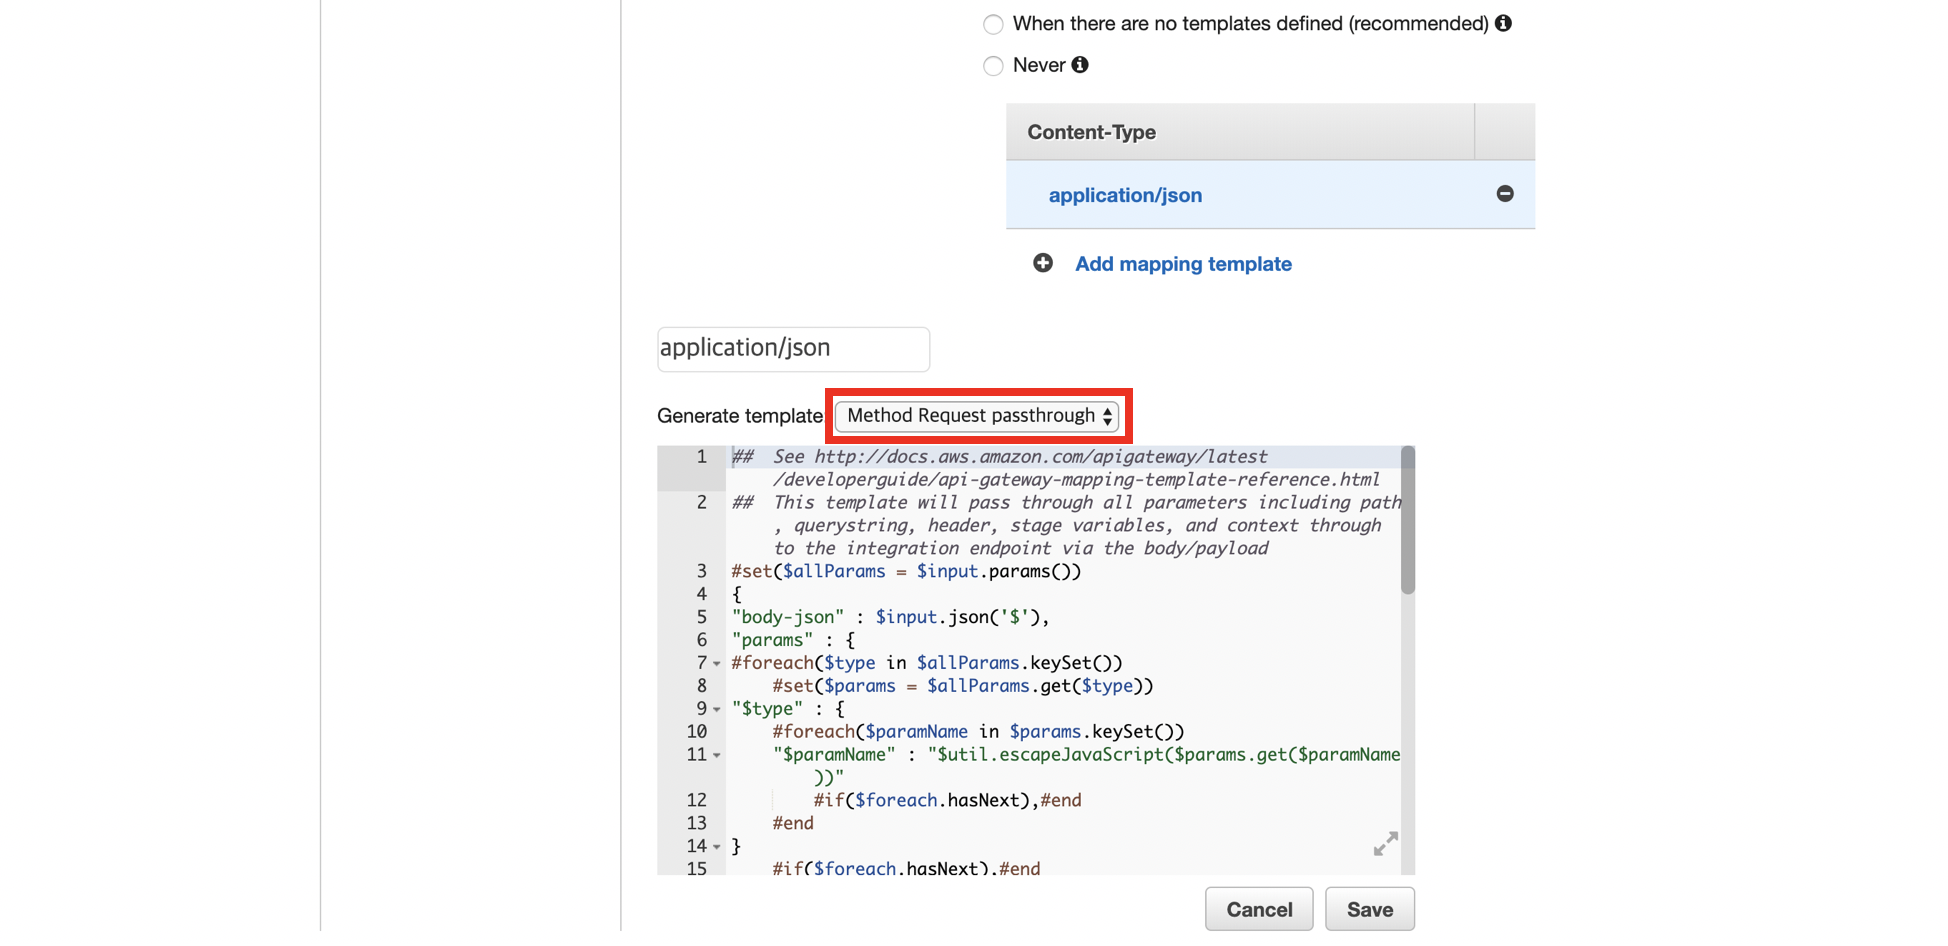 When there are no templates defined (recommended)
Never
Content-Type
application/json
Add mapping template
application/json
Generate template: Method Request passthrough
1 ## See http://docs.aws.amazon.com/apigateway/latest
/developerguide/api-gateway-mapping-template-reference.html
2 ## This template will pass through all parameters including path
, querystring, header, stage variables, and context through
to the integration endpoint via the body/payload
3 #set($allParams = $input.params())
4 {
5 "body-json" : $input.json('$'),
6 "params" : {
7 #foreach($type in $allParams.keySet())
8 #set($params = $allParams.get($type))
9 "$type" : {
10 #foreach($paramName in $params.keySet())
11 "$paramName" : "$util.escapeJavaScript($params.get($paramName
))"
12 #if($foreach.hasNext),#end
13 #end
14 }
15 #if($foreach.hasNext),#end
Cancel Save